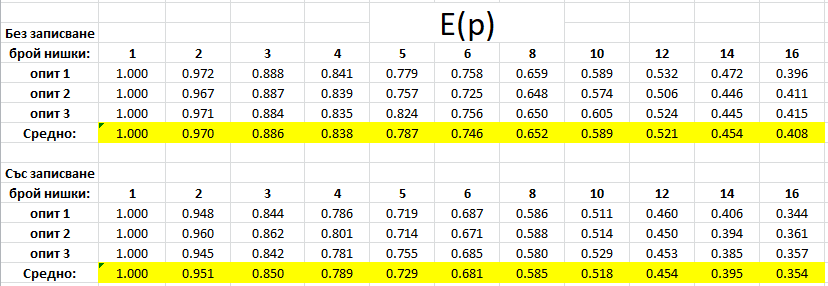 E(p)
Без записване
брой нишки: 1 2 3 4 5 6 8 10 12 14 16
опит 1 1.000 0.972 0.888 0.841 0.779 0.758 0.659 0.589 0.532 0.472 0.396
опит 2 1.000 0.967 0.887 0.839 0.757 0.725 0.648 0.574 0.506 0.446 0.411
опит 3 1.000 0.971 0.884 0.835 0.824 0.756 0.650 0.605 0.524 0.445 0.415
Средно: 1.000 0.970 0.886 0.838 0.787 0.746 0.652 0.589 0.521 0.454 0.408
Със записване
брой нишки: 1 2 3 4 5 6 8 10 12 14 16
опит 1 1.000 0.948 0.844 0.786 0.719 0.687 0.586 0.511 0.460 0.406 0.344
опит 2 1.000 0.960 0.862 0.801 0.714 0.671 0.588 0.514 0.450 0.394 0.361
опит 3 1.000 0.945 0.842 0.781 0.755 0.685 0.580 0.529 0.453 0.385 0.357
Средно: 1.000 0.951 0.850 0.789 0.729 0.681 0.585 0.518 0.454 0.395 0.354